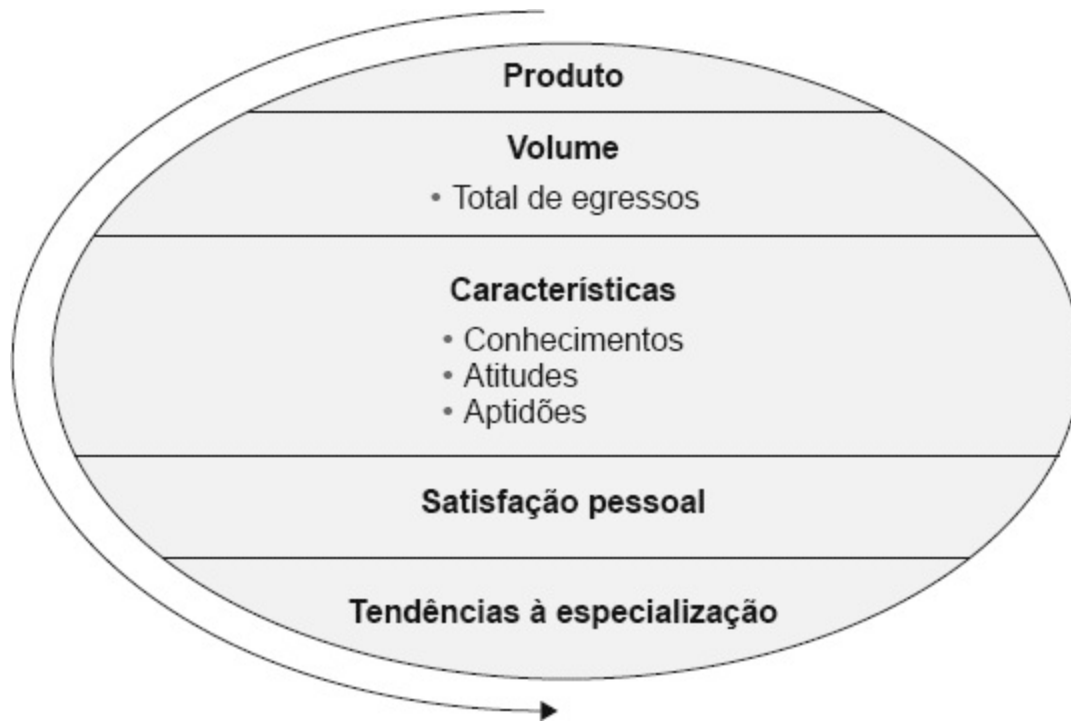 Produto
Volume
• Total de egressos
Características
• Conhecimentos
• Atitudes
• Aptidões
Satisfação pessoal
Tendências à especialização